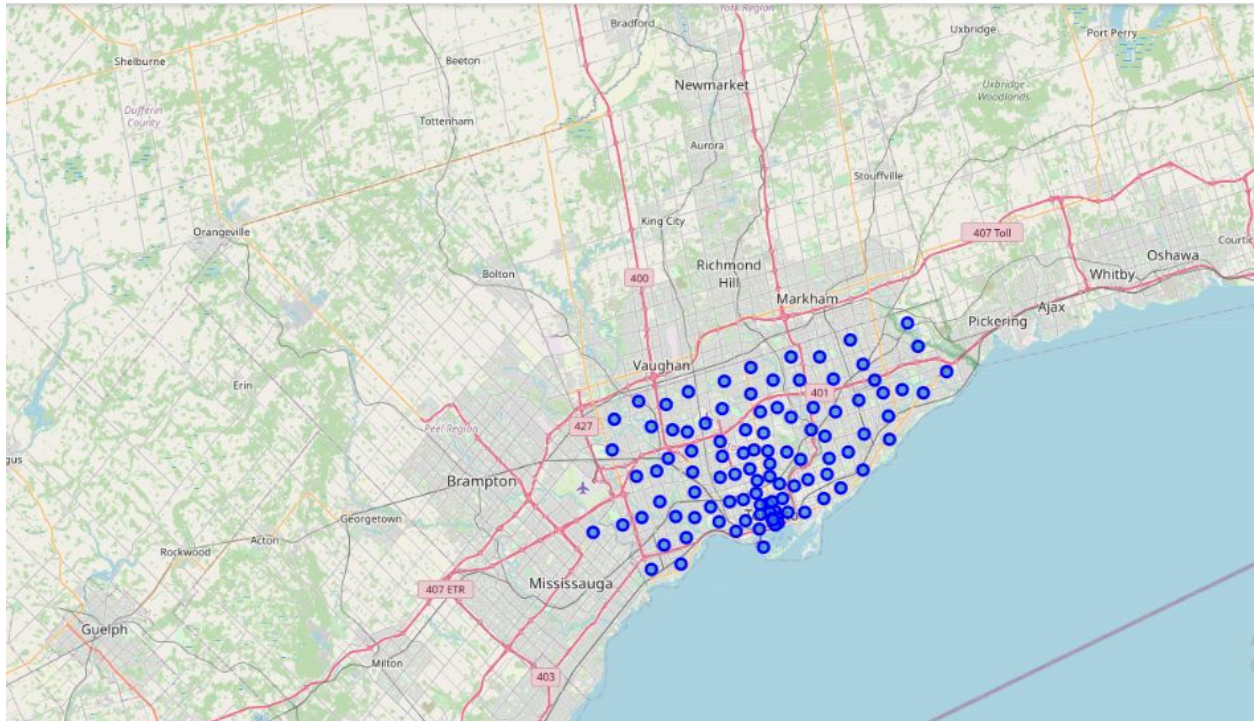 York Region
Bradford
Uxbridge
Port Perry
Shelburne
Beeton
Newmarket
Uxbridge
Woodlands
Dufferin
County
Tottenham
Aurora
Stouffville
King City
Orangeville
407 Toll
Courtic
Oshawa
Whitby
Richmond
Hill
Bolton
400
Markham
Ajax
Pickering
Vaughan
Erin
401
427
Peel Region
gus
Brampton
Georgetown
Acton
Rockwood
Mississauga
407 ETR
Guelph
Milton
403